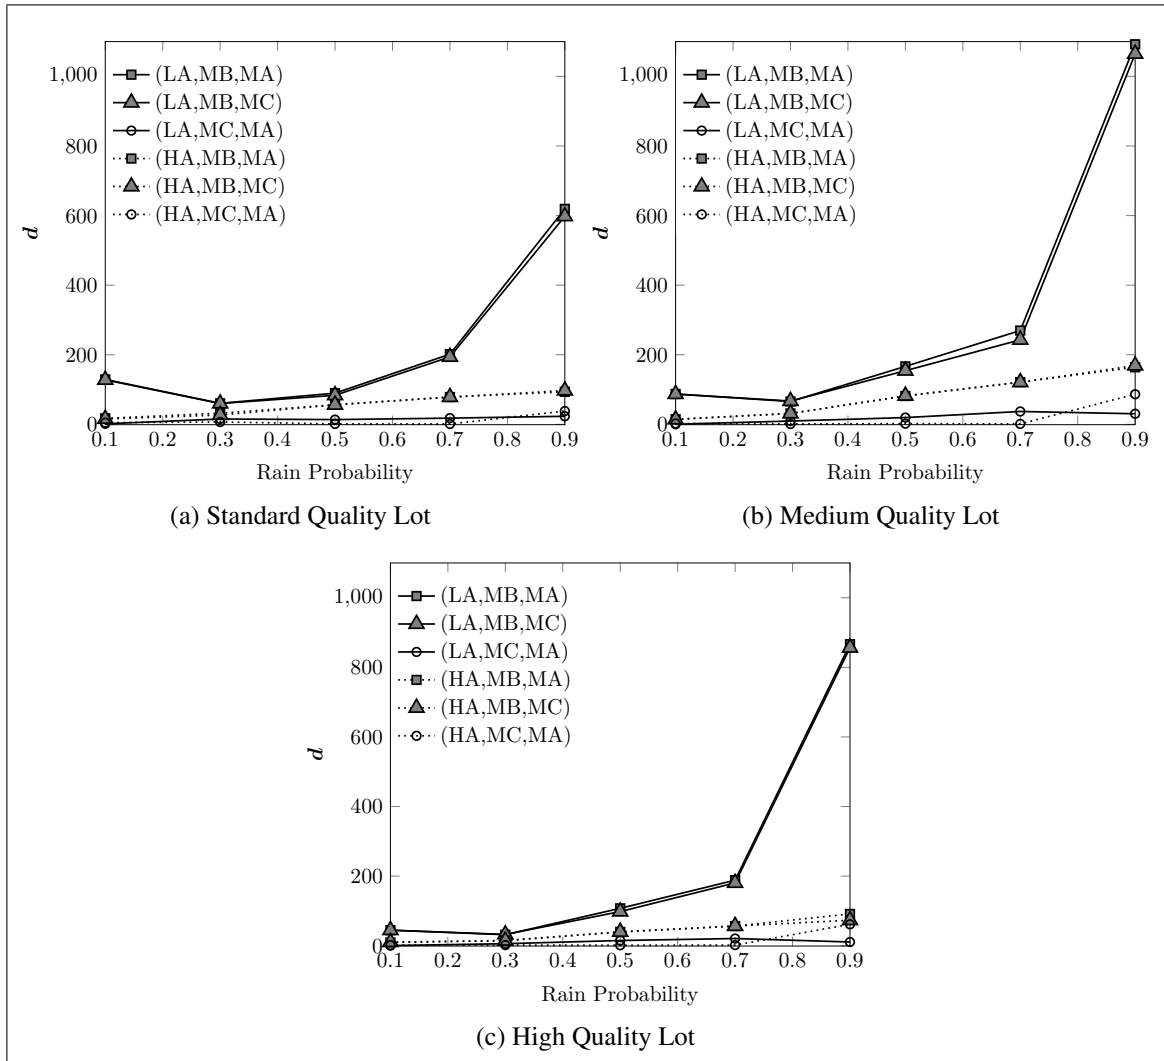 1,000
800
600
400
200
0
d
(LA,MB,MA)
(LA,MB,MC)
(LA,MC,MA)
(HA,MB,MA)
(HA,MB,MC)
(HA,MC,MA)
0.1 0.2 0.3 0.4 0.5 0.6 0.7 0.8 0.9
Rain Probability
(a) Standard Quality Lot
1,000
800
600
400
200
0
d
(LA,MB,MA)
(LA,MB,MC)
(LA,MC,MA)
(HA,MB,MA)
(HA,MB,MC)
(HA,MC,MA)
0.1 0.2 0.3 0.4 0.5 0.6 0.7 0.8 0.9
Rain Probability
(b) Medium Quality Lot
1,000
800
600
400
200
0
d
(LA,MB,MA)
(LA,MB,MC)
(LA,MC,MA)
(HA,MB,MA)
(HA,MB,MC)
(HA,MC,MA)
0.1 0.2 0.3 0.4 0.5 0.6 0.7 0.8 0.9
Rain Probability
(c) High Quality Lot